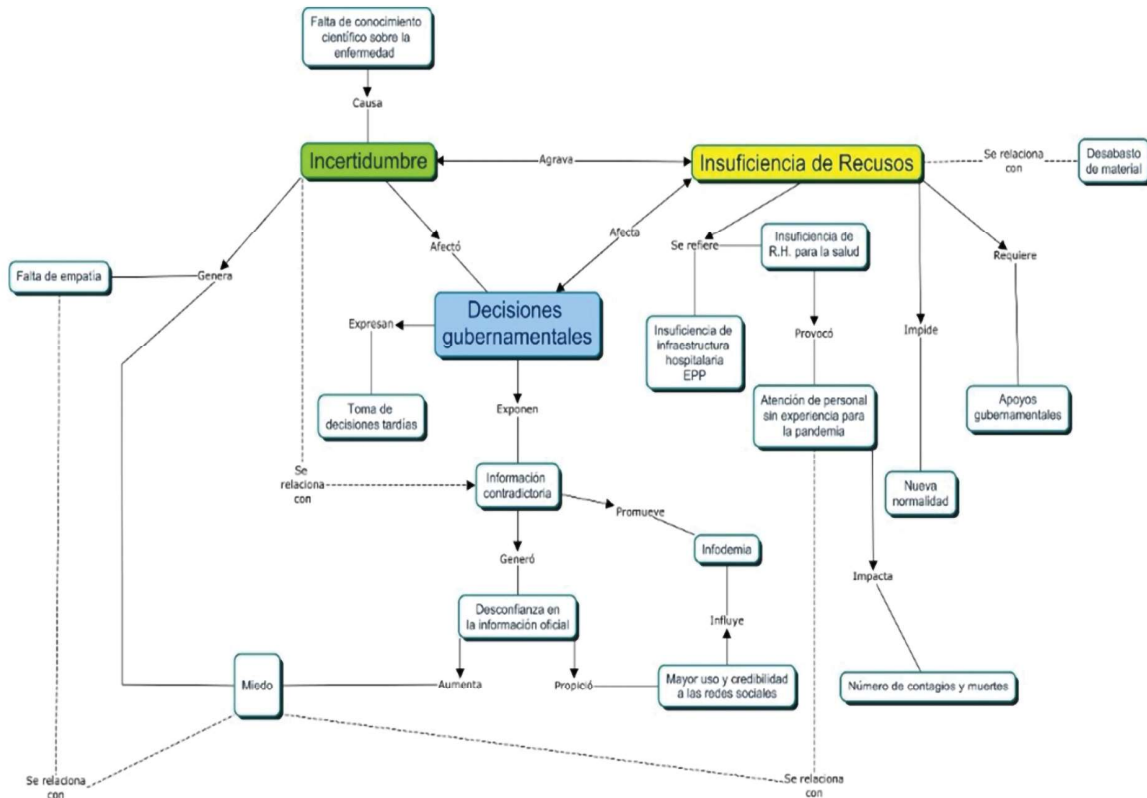 Falta de conocimiento
científico sobre la
enfermedad
Causa
Incertidumbre
Agrava
Insuficiencia de Recusos
Se relaciona
con
Desabasto
de material
Afectó
Afecta
Se refiere
Insuficiencia de
R.H. para la salud
Requiere
Falta de empatía
Genera
Decisiones
gubernamentales
Expresan
Insuficiencia de
infraestructura
hospitalaria
EPP
Provocó
Impide
Toma de
decisiones tardías
Exponen
Atención de personal
sin experiencia para
la pandemia
Apoyos
gubernamentales
Se
relaciona
con
Información
contradictoria
Nueva
normalidad
Promueve
Generó
Infodemia
Impacta
Desconfianza en
la información oficial
Influye
Miedo
Aumenta
Propició
Mayor uso y credibilidad
a las redes sociales
Número de contagios y muertes
Se relaciona
con
Se relaciona
con